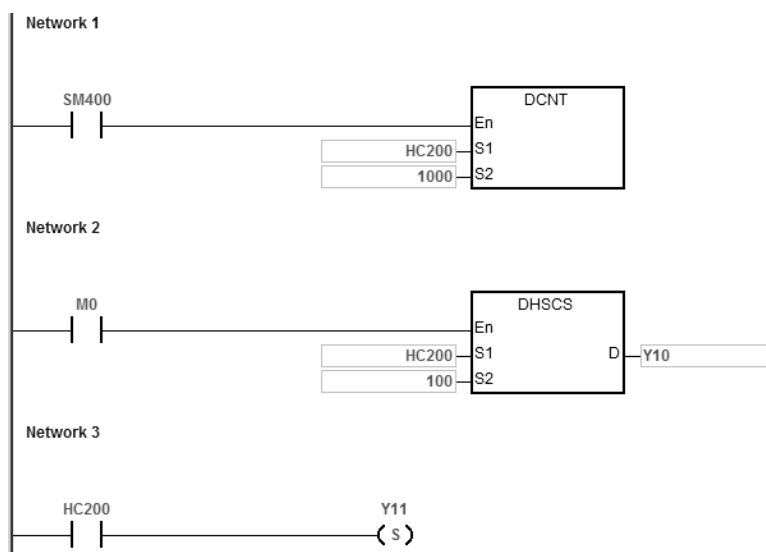 Network 1
SM400
DCNT
En
HC200 S1
1000 S2
Network 2
M0
DHSCS
En
HC200 S1 D Y10
100 S2
Network 3
HC200 Y11
S